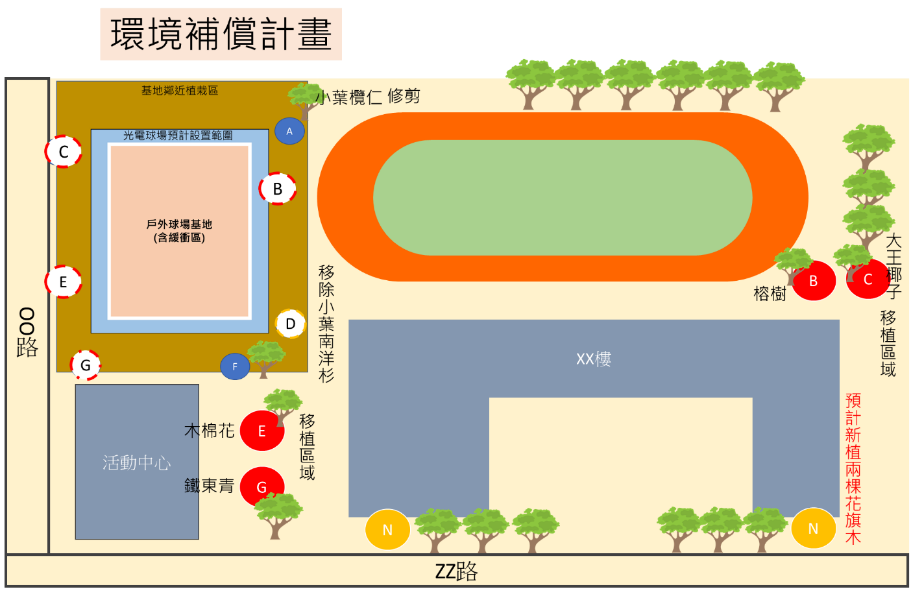 環境補償計畫
基地鄰近植栽區
小葉欖仁 修剪
A
光電球場預計設置範圍
C
B
戶外球場基地
(含緩衝區)
E
D
G
F
移除小葉南洋杉
OO路
榕樹
B
C
大王椰子
移植區域
XX樓
活動中心
木棉花
E
移植區域
鐵東青
G
預計新植兩棵花旗木
N
N
ZZ路